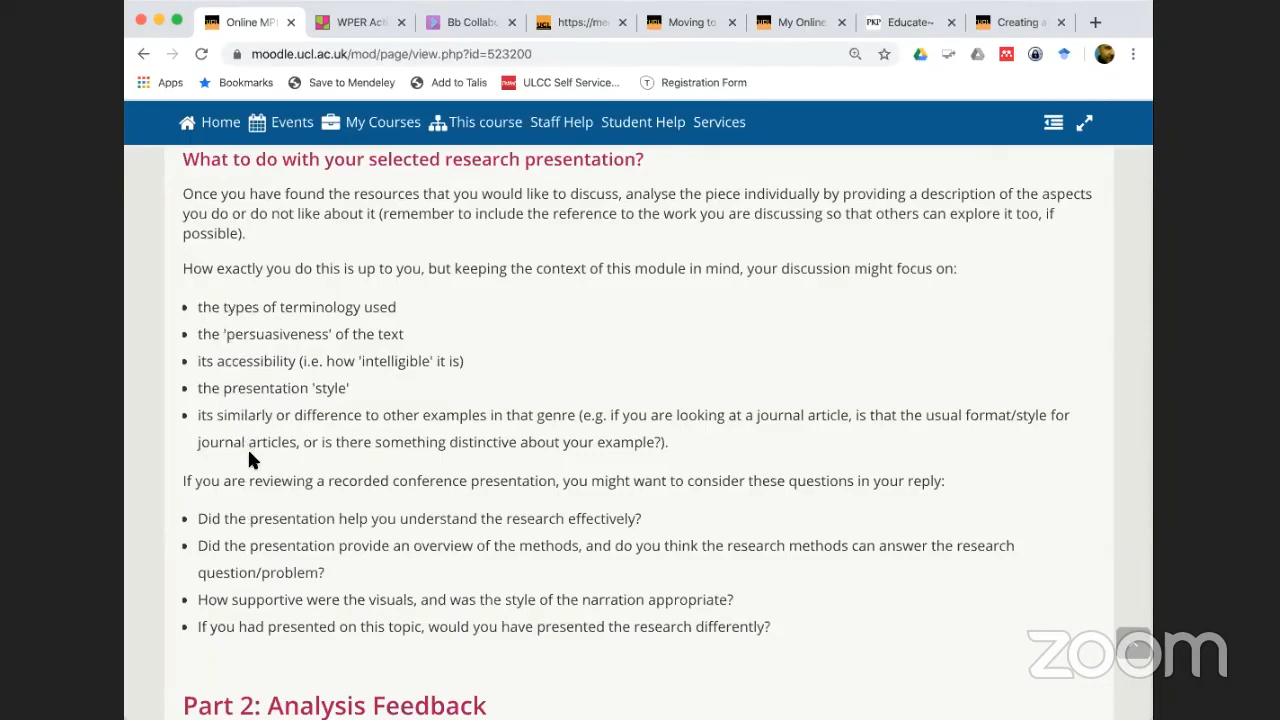 Online MPI
WPER Acti
Bb Collabu
https://me
Moving to
My Online
PKP Educate~
Creating a
moodle.ucl.ac.uk/mod/page/view.php?id=523200
Apps Bookmarks Save to Mendeley Add to Talis ULCC Self Service... Registration Form
Home Events My Courses This course Staff Help Student Help Services
What to do with your selected research presentation?
Once you have found the resources that you would like to discuss, analyse the piece individually by providing a description of the aspects
you do or do not like about it (remember to include the reference to the work you are discussing so that others can explore it too, if
possible).
How exactly you do this is up to you, but keeping the context of this module in mind, your discussion might focus on:
the types of terminology used
the 'persuasiveness' of the text
its accessibility (i.e. how 'intelligible' it is)
the presentation 'style'
its similarly or difference to other examples in that genre (e.g. if you are looking at a journal article, is that the usual format/style for
journal articles, or is there something distinctive about your example?).
If you are reviewing a recorded conference presentation, you might want to consider these questions in your reply:
Did the presentation help you understand the research effectively?
Did the presentation provide an overview of the methods, and do you think the research methods can answer the research
question/problem?
How supportive were the visuals, and was the style of the narration appropriate?
If you had presented on this topic, would you have presented the research differently?
zoom
Part 2: Analysis Feedback